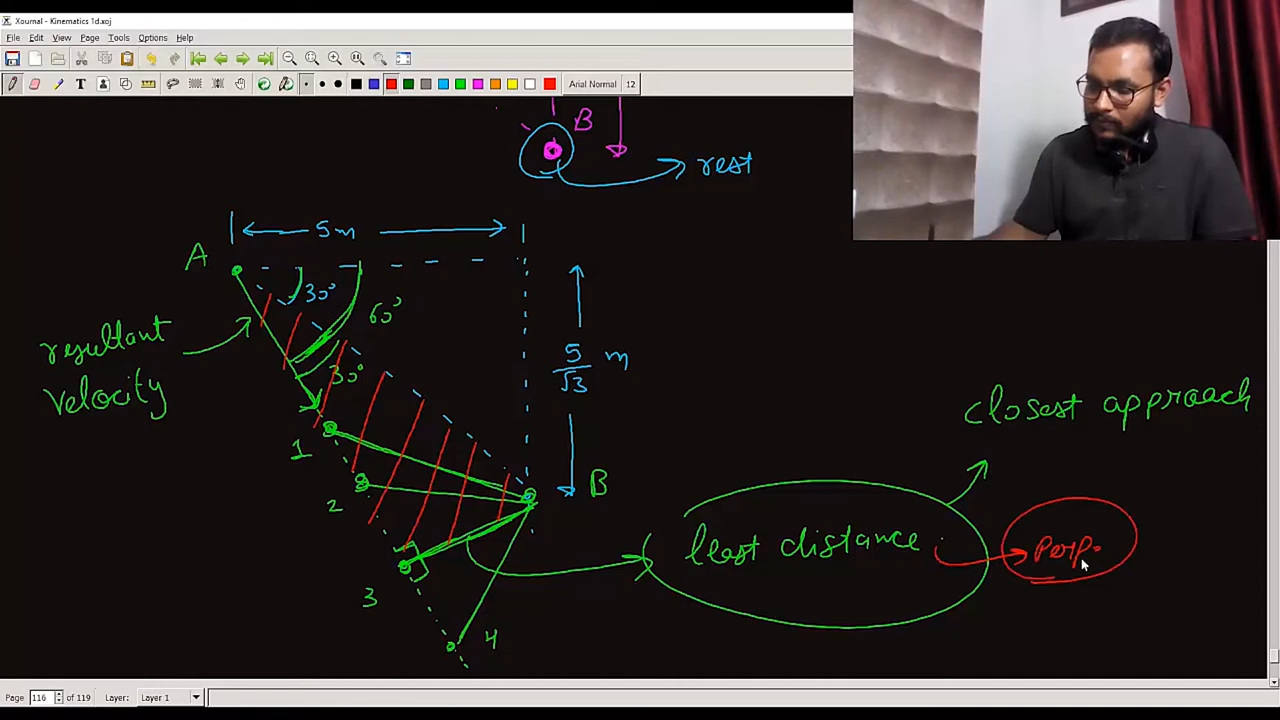 Xournal - Kinematics 1d.xoj
File Edit View Page Tools Options Help
Arial Normal 12
B
rest
5m
A
30°
60°
resultant
velocity
30°
5/√3 m
closest approach
1
2
B
least distance
perp.
3
4
Page 116 of 119 Layer: Layer 1